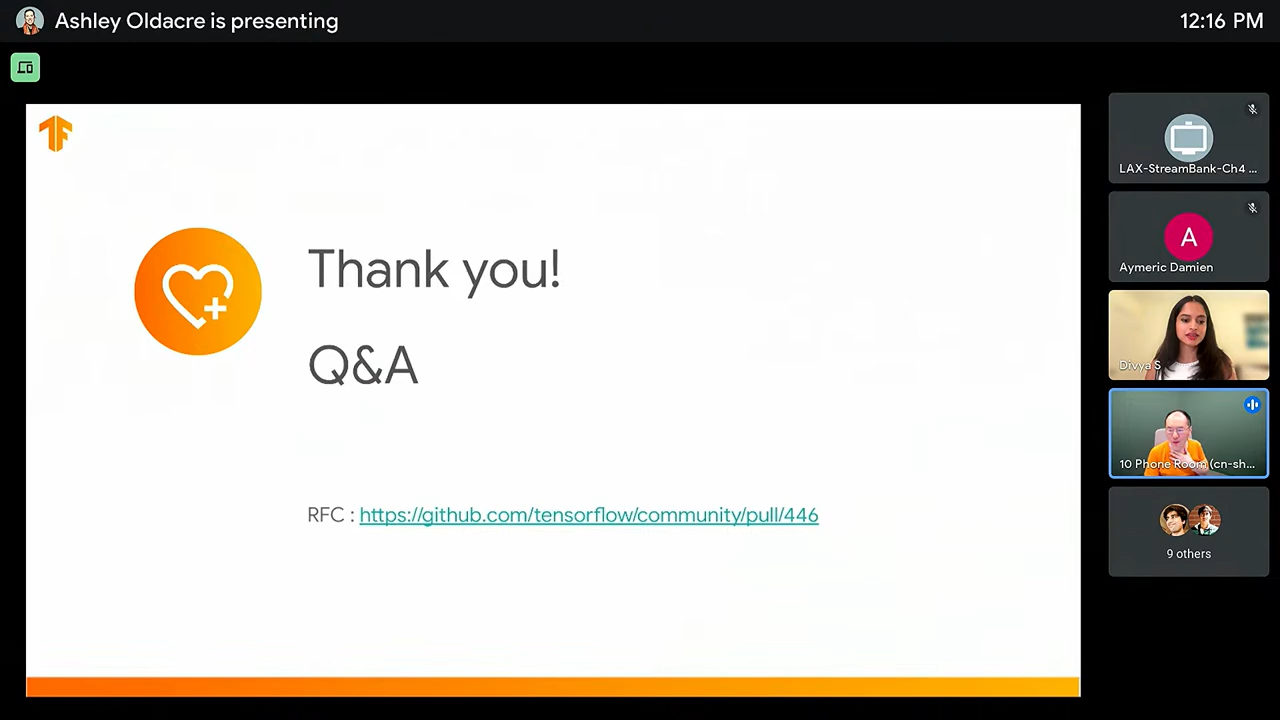 Ashley Oldacre is presenting
12:16 PM
Thank you!
Q&A
RFC : https://github.com/tensorflow/community/pull/446
LAX-StreamBank-Ch4 ...
A
Aymeric Damien
Divya S
10 Phone Room (cn-sh...
9 others